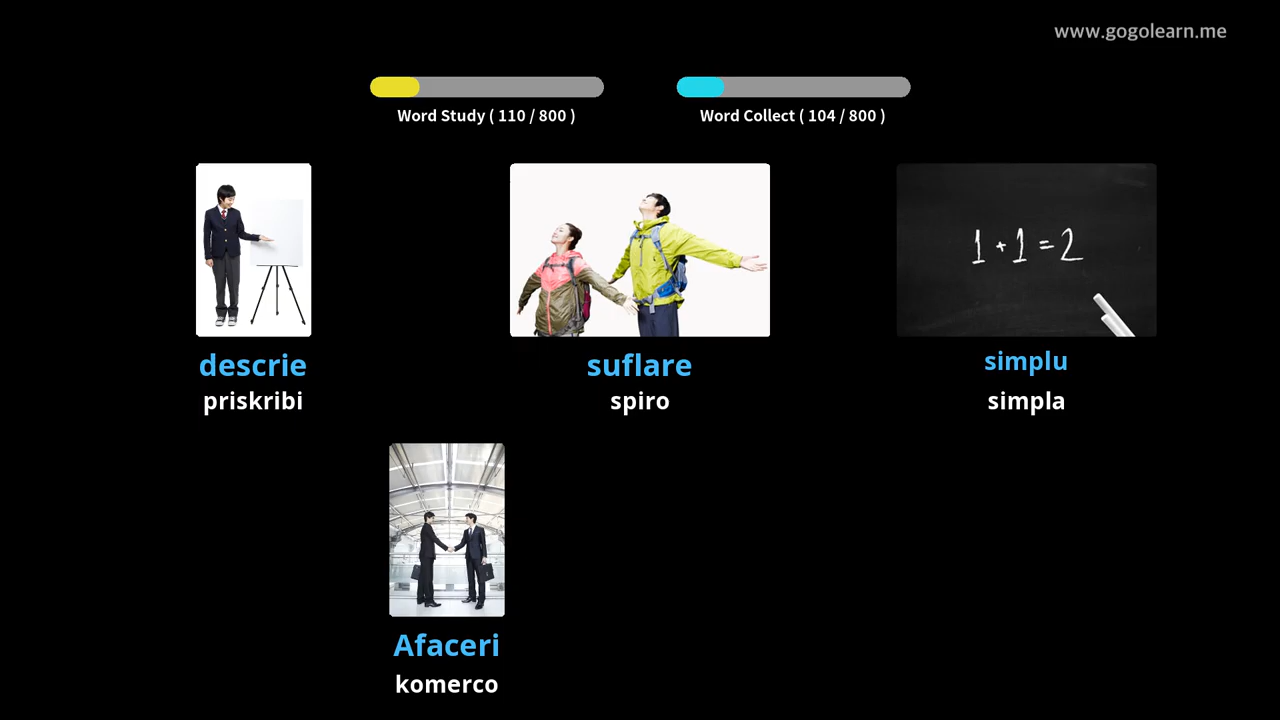 www.gogolearn.me
Word Study ( 110 / 800 )
Word Collect ( 104 / 800 )
1 + 1 = 2
descrie
priskribi
suflare
spiro
simplu
simpla
Afaceri
komerco